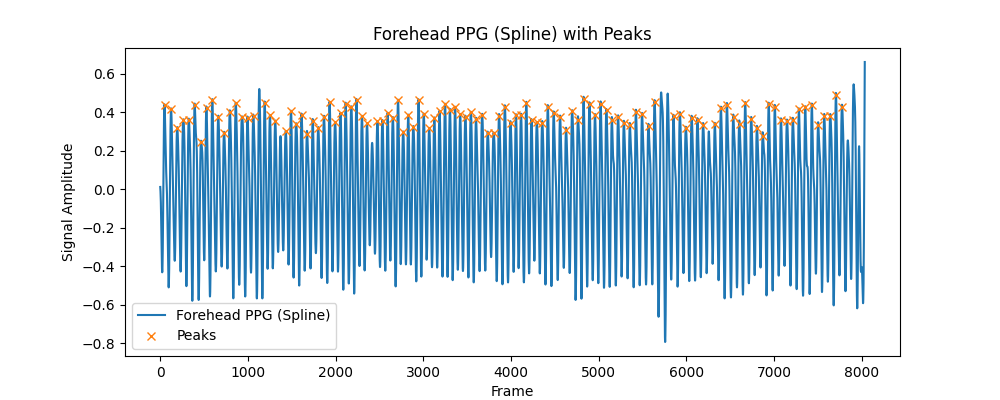 Forehead PPG (Spline) with Peaks
0.6
0.4
0.2
0.0
−0.2
−0.4
−0.6
−0.8
Signal Amplitude
Forehead PPG (Spline)
Peaks
0 1000 2000 3000 4000 5000 6000 7000 8000
Frame